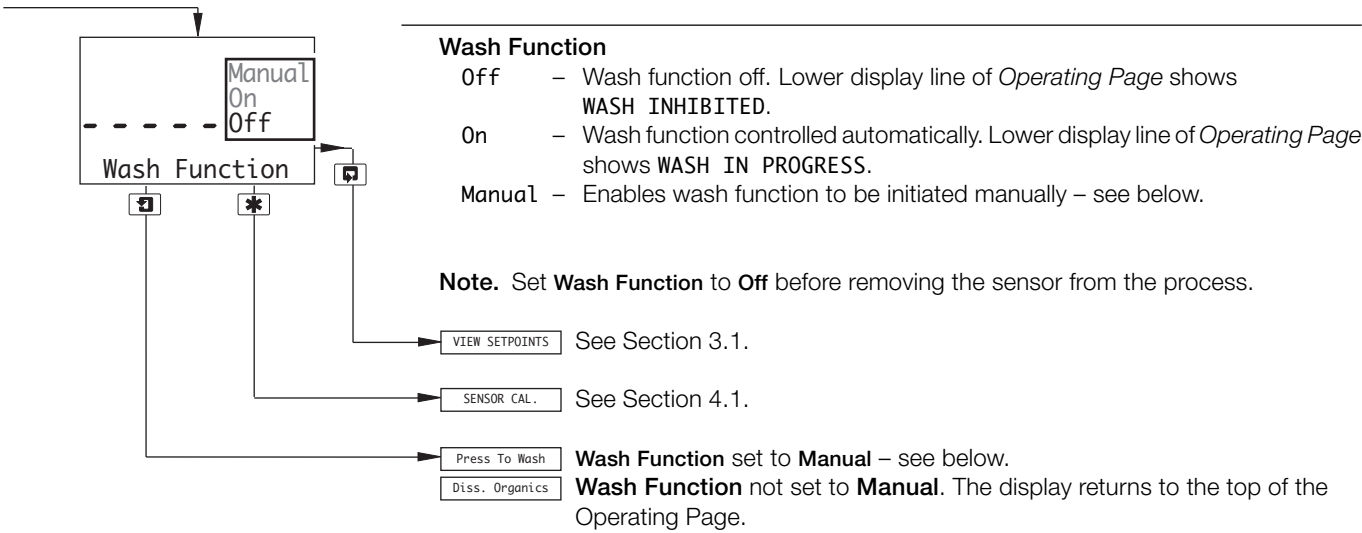 Manual
On
Off
Wash Function
Wash Function
Off – Wash function off. Lower display line of Operating Page shows
WASH INHIBITED.
On – Wash function controlled automatically. Lower display line of Operating Page
shows WASH IN PROGRESS.
Manual – Enables wash function to be initiated manually – see below.
Note. Set Wash Function to Off before removing the sensor from the process.
VIEW SETPOINTS See Section 3.1.
SENSOR CAL. See Section 4.1.
Press To Wash Wash Function set to Manual – see below.
Diss. Organics Wash Function not set to Manual. The display returns to the top of the
Operating Page.